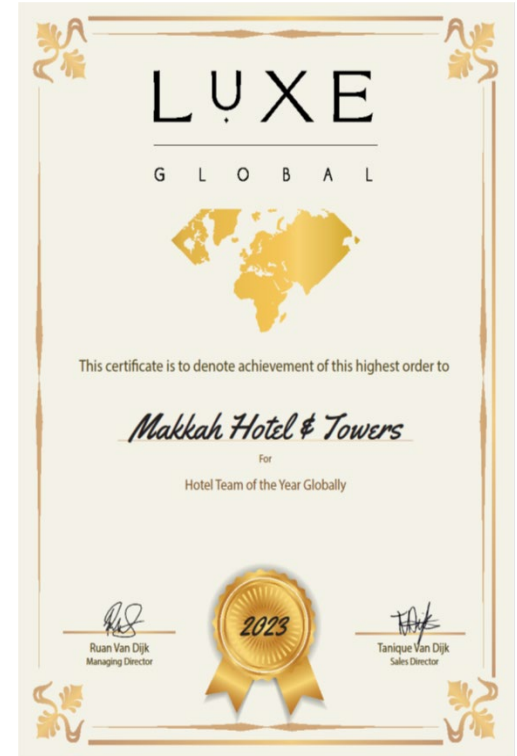 LUXE
GLOBAL
This certificate is to denote achievement of this highest order to
Makkah Hotel & Towers
For
Hotel Team of the Year Globally
2023
Ruan Van Dijk
Managing Director
Tanique Van Dijk
Sales Director